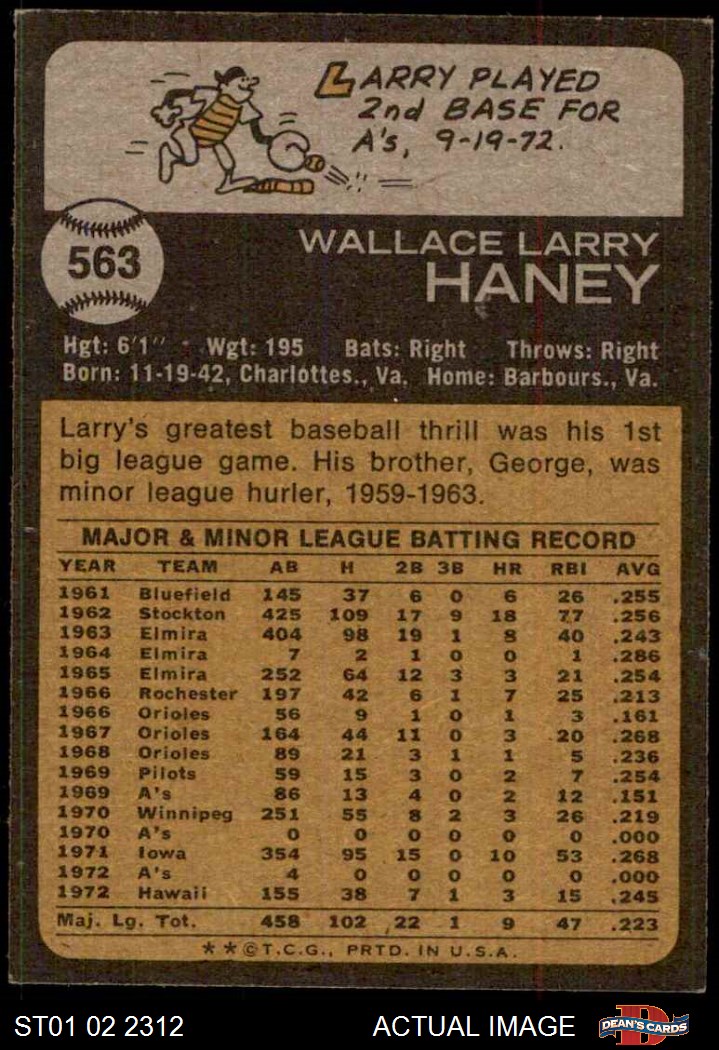 LARRY PLAYED
2nd BASE FOR
A's, 9-19-72.
563
WALLACE LARRY
HANEY
Hgt: 6'1" Wgt: 195 Bats: Right Throws: Right
Born: 11-19-42, Charlottes., Va. Home: Barbours., Va.
Larry's greatest baseball thrill was his 1st
big league game. His brother, George, was
minor league hurler, 1959-1963.
MAJOR & MINOR LEAGUE BATTING RECORD
YEAR TEAM AB H 2B 3B HR RBI AVG
1961 Bluefield 145 37 6 0 6 26 .255
1962 Stockton 425 109 17 9 18 77 .256
1963 Elmira 404 98 19 1 8 40 .243
1964 Elmira 7 2 1 0 0 1 .286
1965 Elmira 252 64 12 3 3 21 .254
1966 Rochester 197 42 6 1 7 25 .213
1966 Orioles 56 9 1 0 1 3 .161
1967 Orioles 164 44 11 0 3 20 .268
1968 Orioles 89 21 3 1 1 5 .236
1969 Pilots 59 15 3 0 2 7 .254
1969 A's 86 13 4 0 2 12 .151
1970 Winnipeg 251 55 8 2 3 26 .219
1970 A's 0 0 0 0 0 0 .000
1971 Iowa 354 95 15 0 10 53 .268
1972 A's 4 0 0 0 0 0 .000
1972 Hawaii 155 38 7 1 3 15 .245
Maj. Lg. Tot. 458 102 22 1 9 47 .223
**©T.C.G., PRTD. IN U.S.A.
ST01 02 2312 ACTUAL IMAGE DEAN'S CARDS